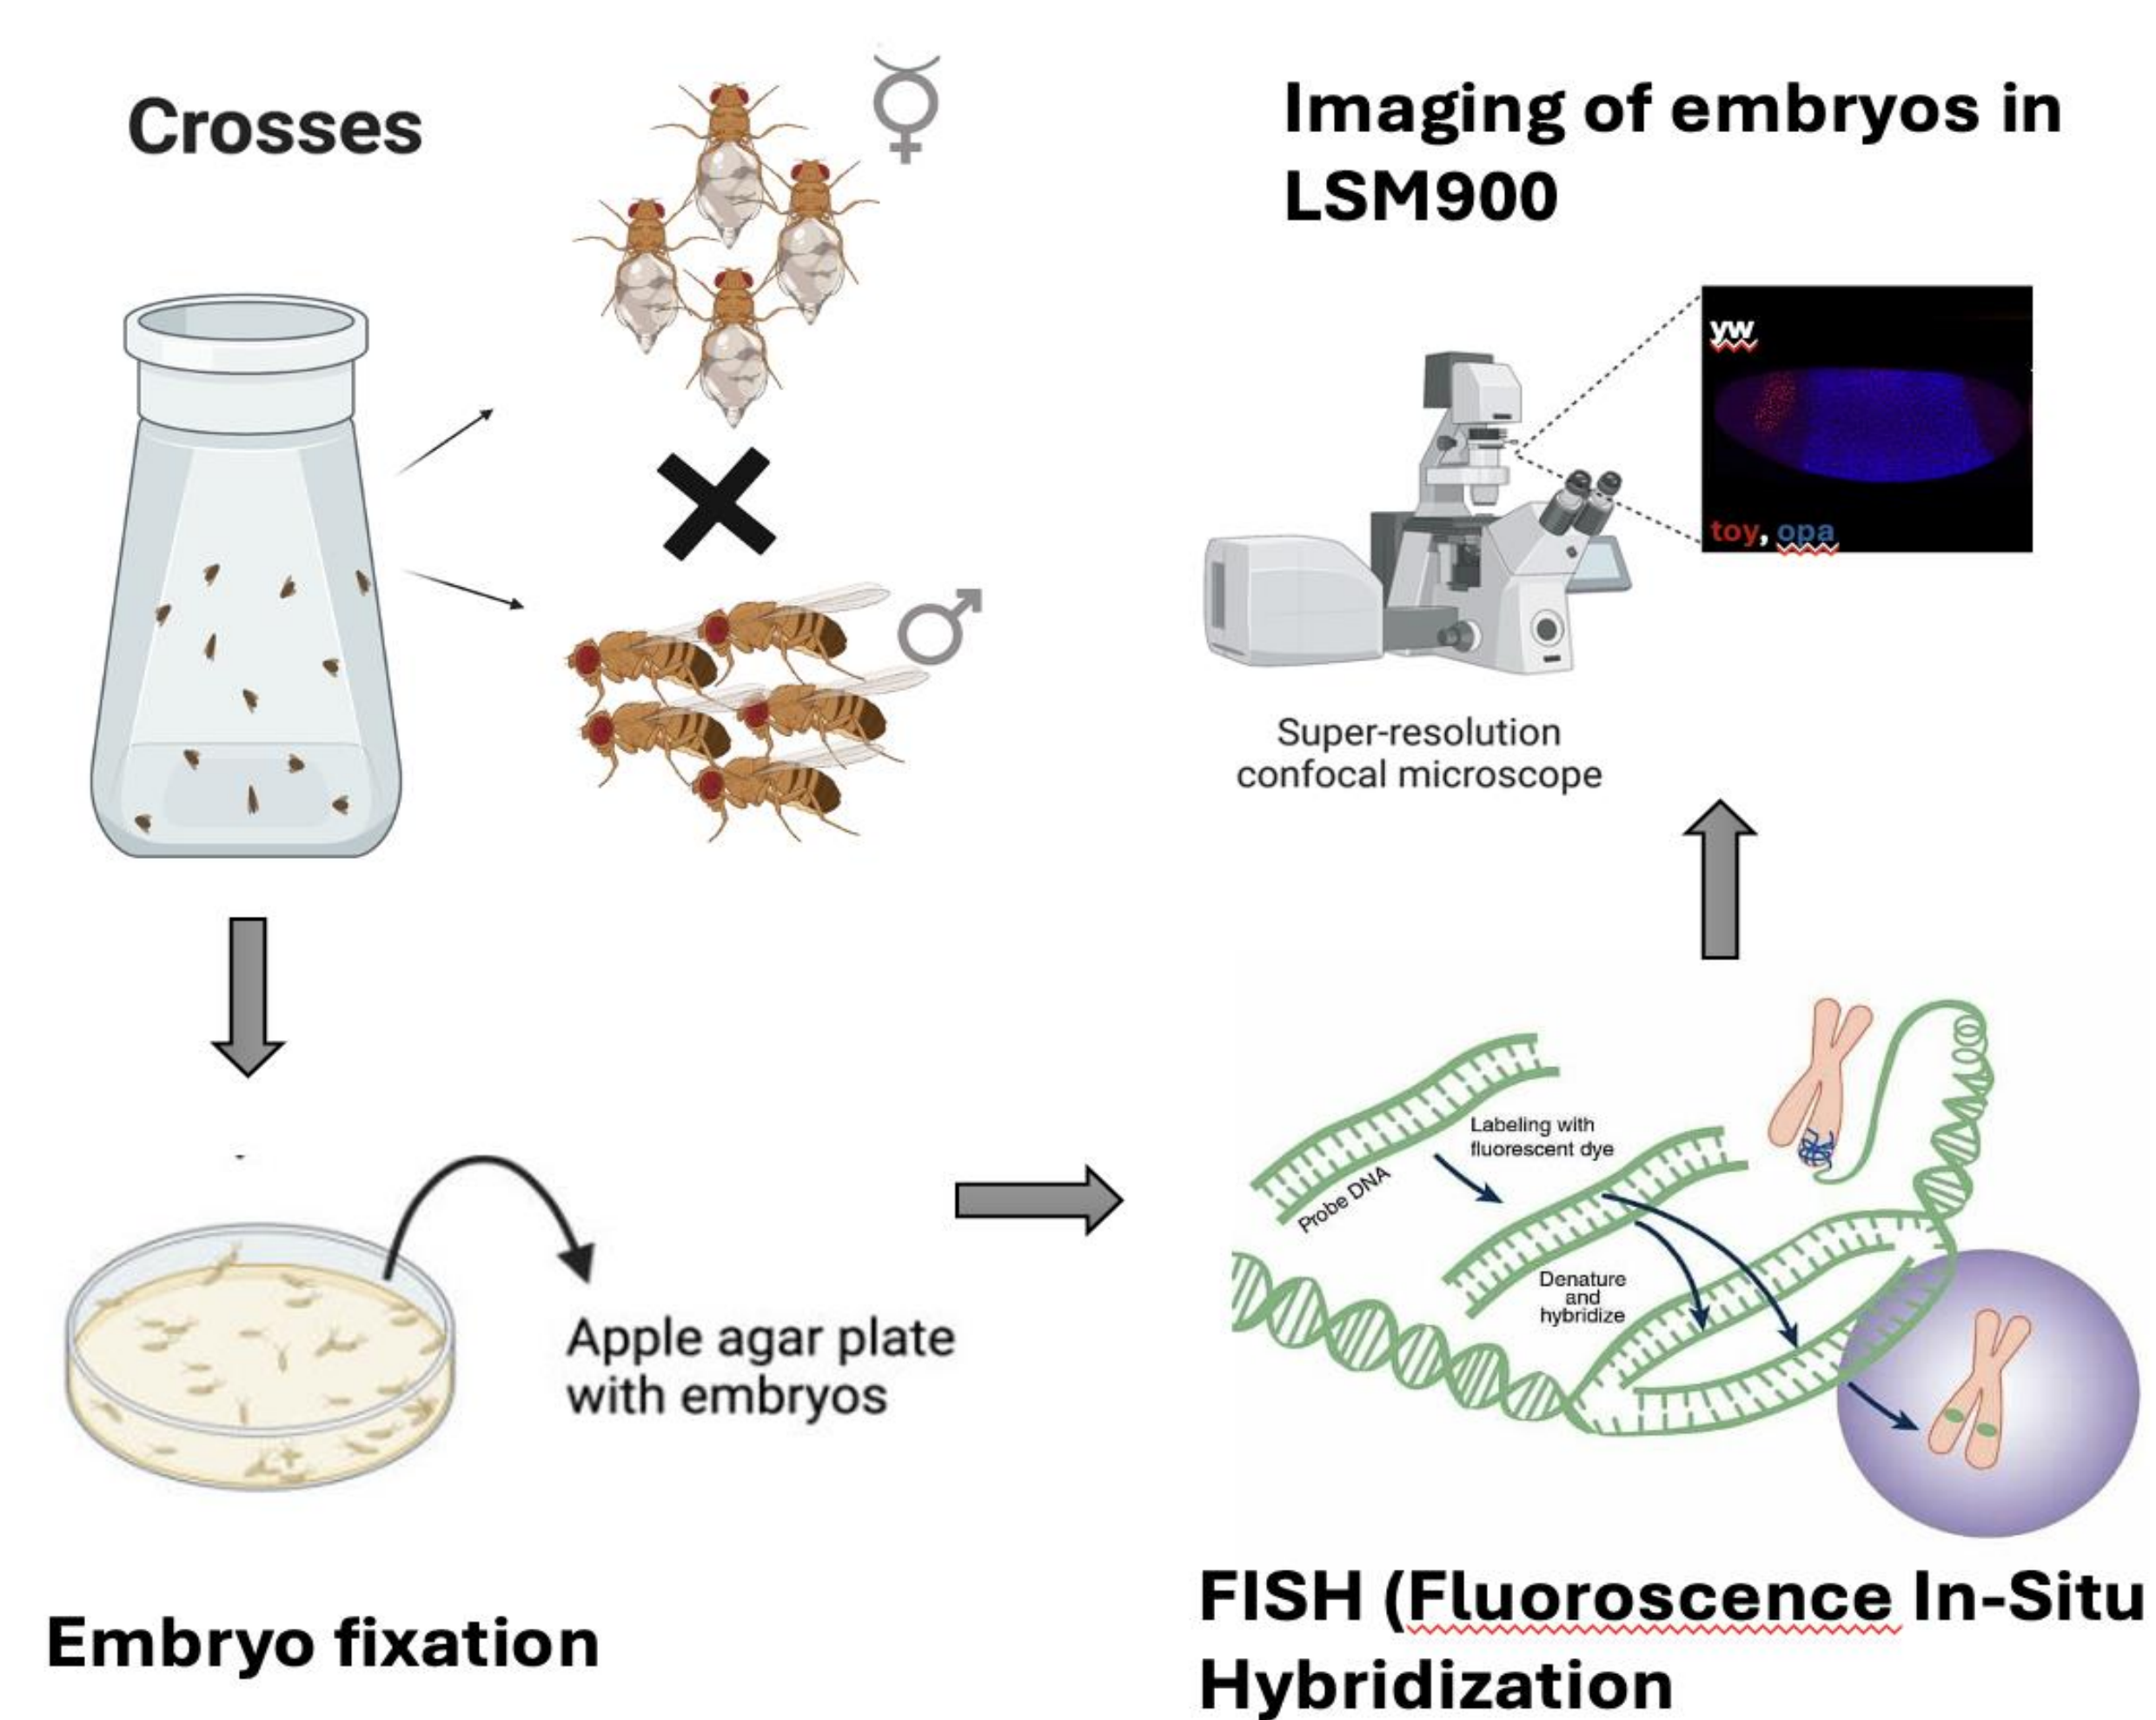 Crosses
Imaging of embryos in
LSM900
yw
toy, opa
Super-resolution
confocal microscope
Labeling with
fluorescent dye
Probe DNA
Denature
and
hybridize
Apple agar plate
with embryos
Embryo fixation
FISH (Fluoroscence In-Situ
Hybridization